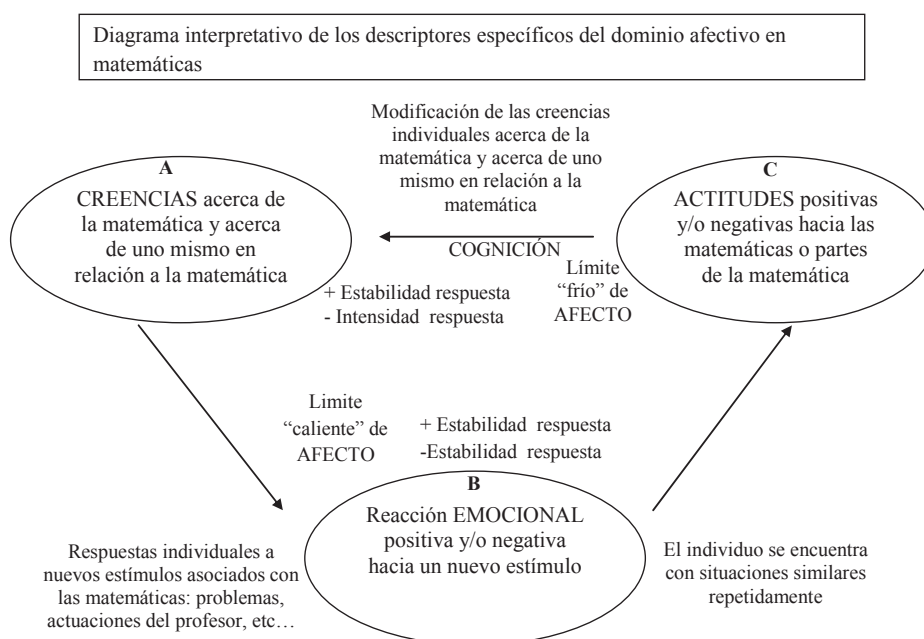 Diagrama interpretativo de los descriptores específicos del dominio afectivo en
matemáticas
Modificación de las creencias
individuales acerca de la
matemática y acerca de uno
mismo en relación a la
matemática
A
CREENCIAS acerca de
la matemática y acerca
de uno mismo en
relación a la matemática
C
ACTITUDES positivas
y/o negativas hacia las
matemáticas o partes
de la matemática
COGNICIÓN
+ Estabilidad respuesta
- Intensidad respuesta
Límite
“frío” de
AFECTO
Limite
“caliente” de
AFECTO
+ Estabilidad respuesta
-Estabilidad respuesta
B
Reacción EMOCIONAL
positiva y/o negativa
hacia un nuevo estímulo
Respuestas individuales a
nuevos estímulos asociados con
las matemáticas: problemas,
actuaciones del profesor, etc…
El individuo se encuentra
con situaciones similares
repetidamente